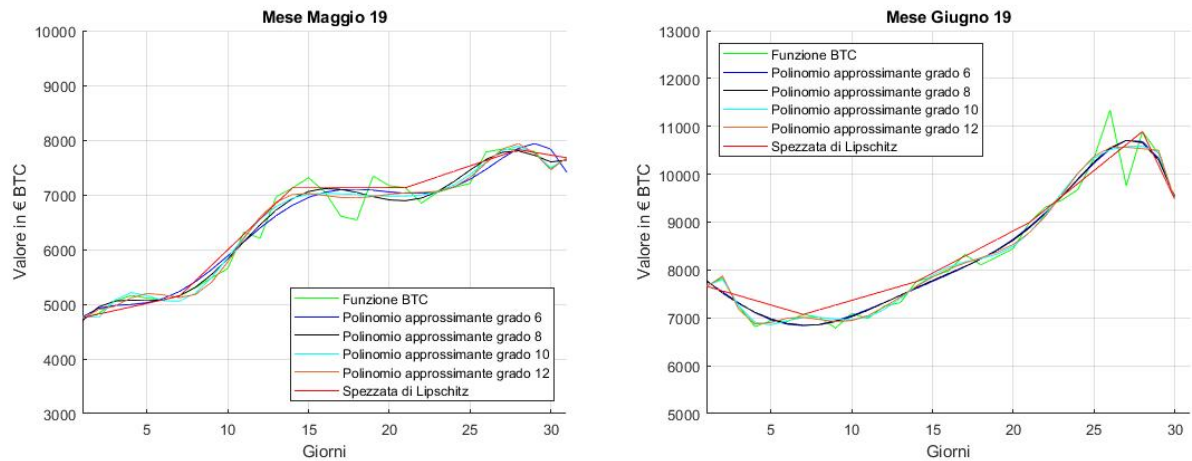 Mese Maggio 19
10000
9000
8000
7000
6000
5000
4000
3000
Valore in € BTC
5
10
15
20
25
30
Giorni
Funzione BTC
Polinomio approssimante grado 6
Polinomio approssimante grado 8
Polinomio approssimante grado 10
Polinomio approssimante grado 12
Spezzata di Lipschitz
Mese Giugno 19
13000
12000
11000
10000
9000
8000
7000
6000
5000
Valore in € BTC
5
10
15
20
25
30
Giorni
Funzione BTC
Polinomio approssimante grado 6
Polinomio approssimante grado 8
Polinomio approssimante grado 10
Polinomio approssimante grado 12
Spezzata di Lipschitz